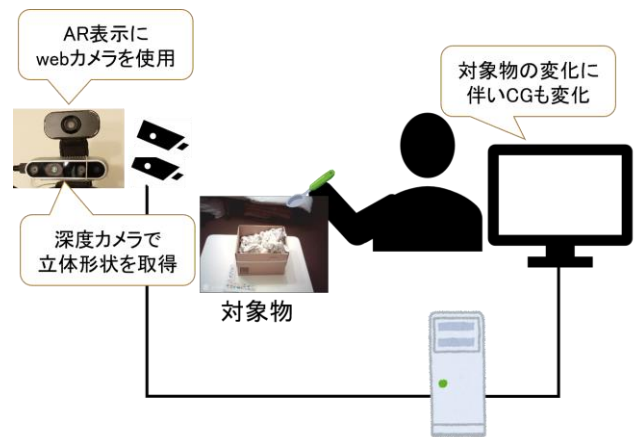 AR表示に
webカメラを使用
対象物の変化に
伴いCGも変化
深度カメラで
立体形状を取得
対象物